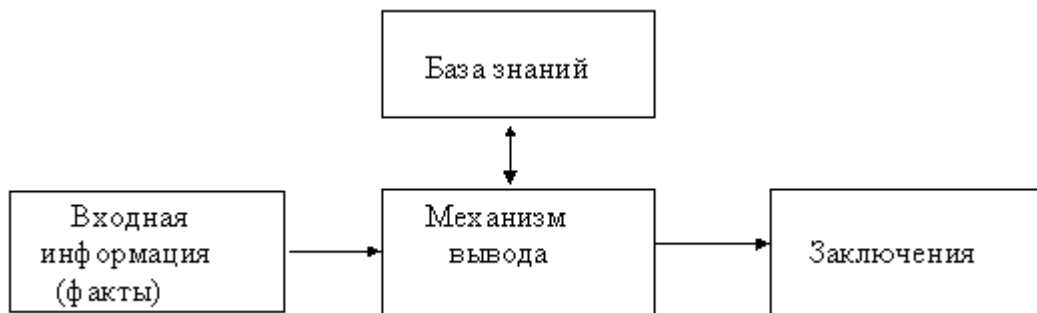 База знаний
Входная
информация
(факты)
Механизм
вывода
Заключения